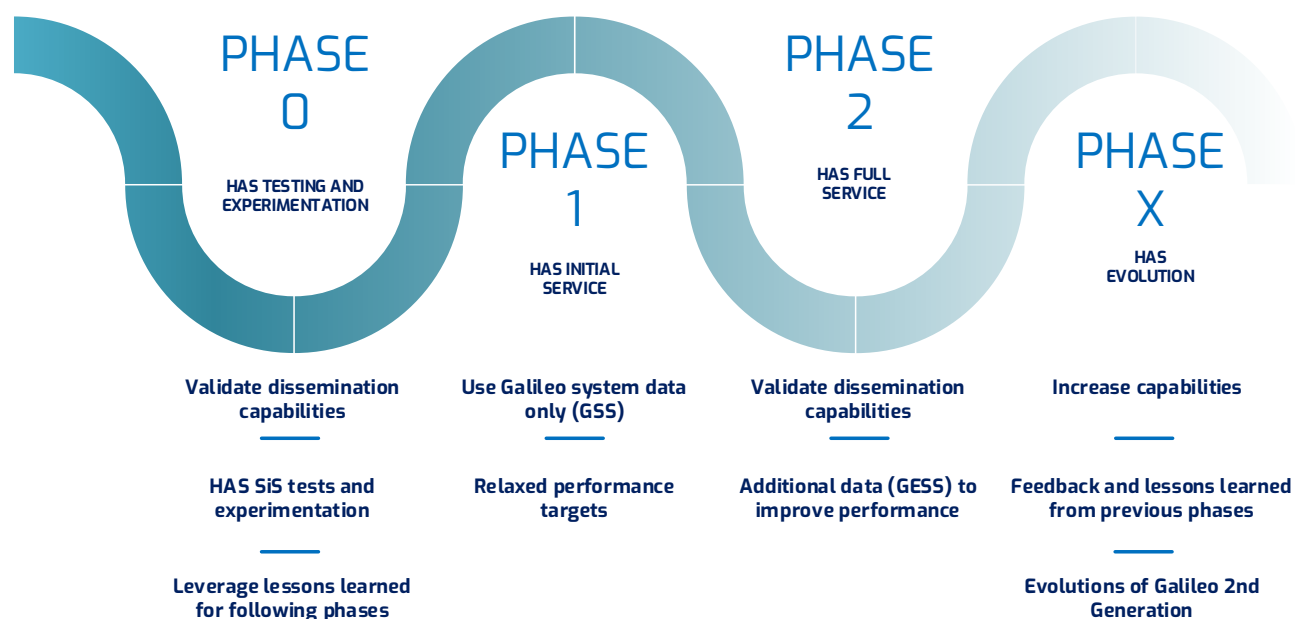 PHASE
0
HAS TESTING AND
EXPERIMENTATION
PHASE
1
HAS INITIAL
SERVICE
PHASE
2
HAS FULL
SERVICE
PHASE
X
HAS
EVOLUTION
Validate dissemination
capabilities
HAS SiS tests and
experimentation
Leverage lessons learned
for following phases
Use Galileo system data
only (GSS)
Relaxed performance
targets
Validate dissemination
capabilities
Additional data (GESS) to
improve performance
Increase capabilities
Feedback and lessons learned
from previous phases
Evolutions of Galileo 2nd
Generation